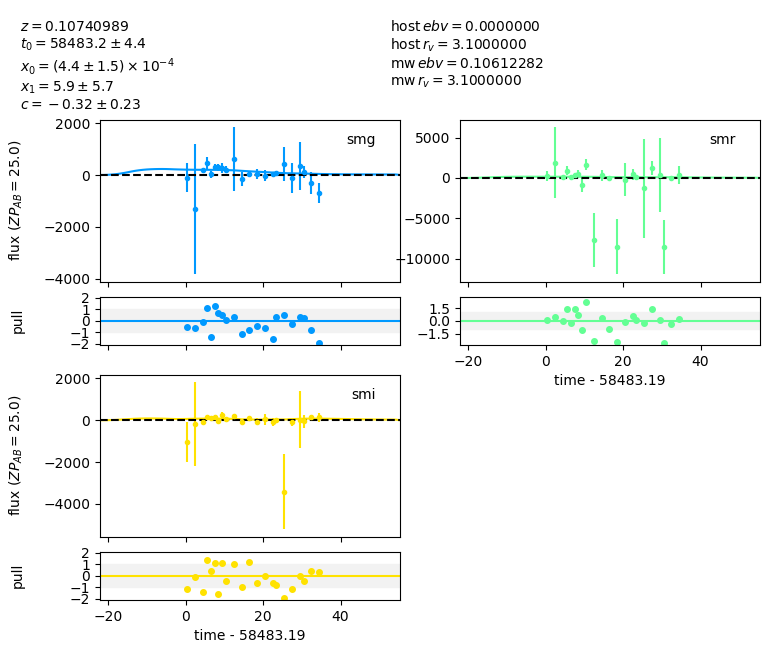 z = 0.10740989
t₀ = 58483.2 ± 4.4
x₀ = (4.4 ± 1.5) × 10⁻⁴
x₁ = 5.9 ± 5.7
c = −0.32 ± 0.23
host ebv = 0.0000000
host r_v = 3.1000000
mw ebv = 0.10612282
mw r_v = 3.1000000
smg
flux (ZP_AB = 25.0)
2000
0
−2000
−4000
smr
5000
0
−5000
−10000
pull
2
1
0
−1
−2
1.5
0.0
−1.5
−20
0
20
40
time - 58483.19
smi
flux (ZP_AB = 25.0)
2000
0
−2000
−4000
pull
2
1
0
−1
−2
−20
0
20
40
time - 58483.19